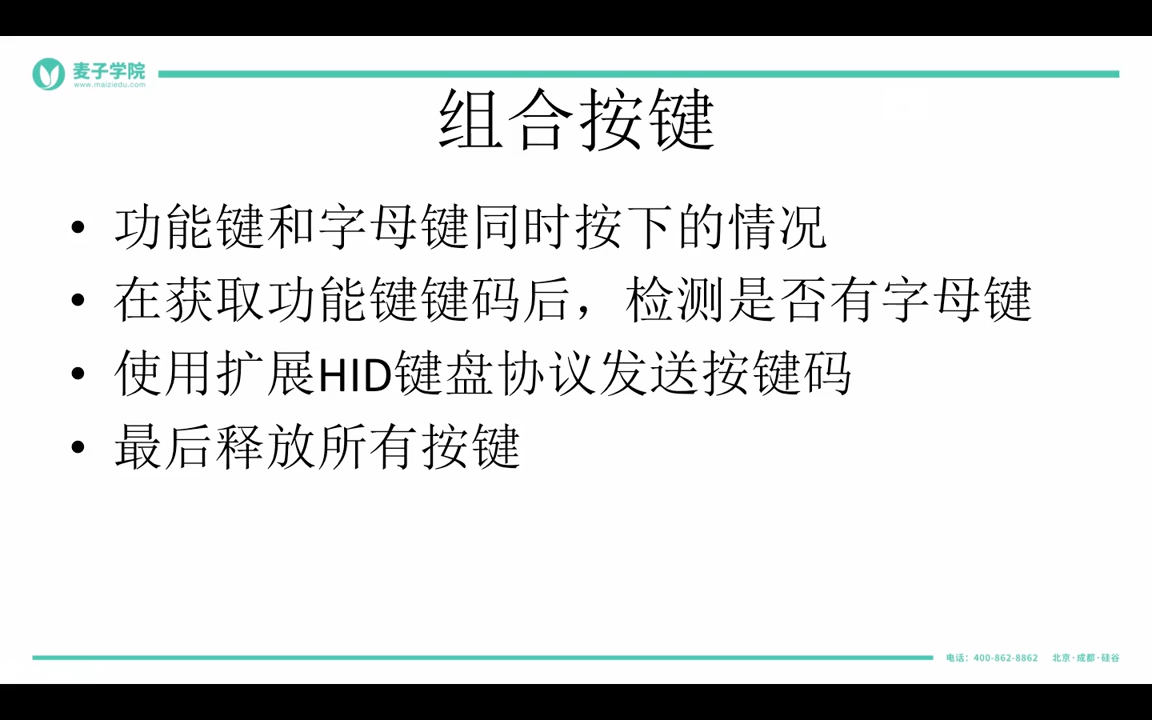 麦子学院
www.maiziedu.com
组合按键
• 功能键和字母键同时按下的情况
• 在获取功能键键码后，检测是否有字母键
• 使用扩展HID键盘协议发送按键码
• 最后释放所有按键
电话：400-862-8862 北京·成都·硅谷